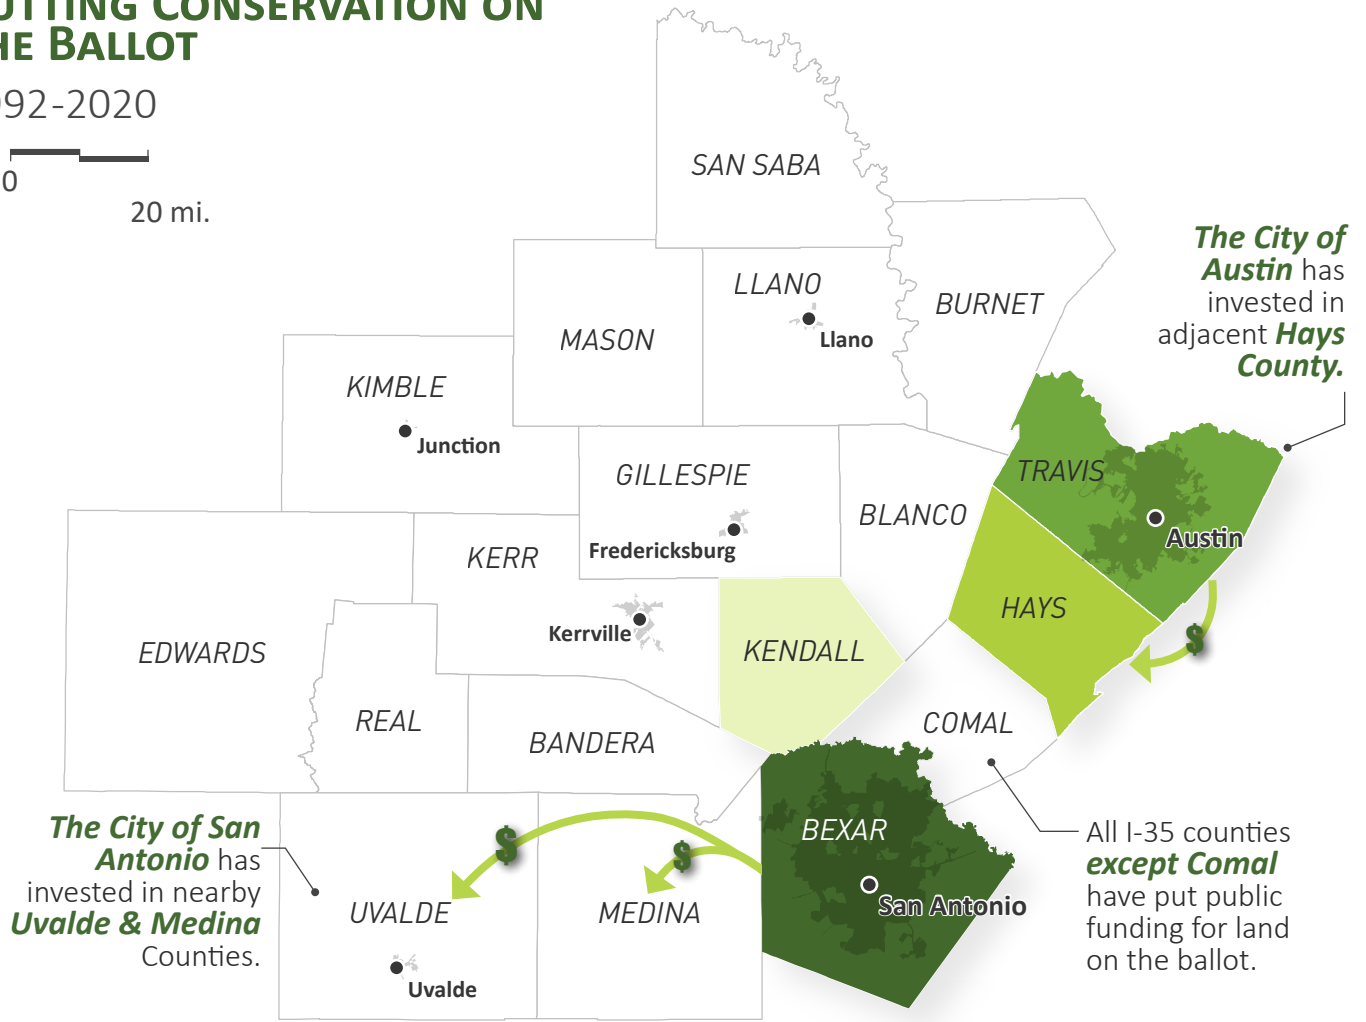 UTTING CONSERVATION ON
HE BALLOT
992-2020
0
20 mi.
SAN SABA
LLANO
Llano
BURNET
MASON
KIMBLE
Junction
The City of
Austin has
invested in
adjacent Hays
County.
GILLESPIE
Fredericksburg
BLANCO
TRAVIS
Austin
KERR
Kerrville
HAYS
$
KENDALL
EDWARDS
REAL
BANDERA
COMAL
The City of San
Antonio has
invested in nearby
Uvalde & Medina
Counties.
$
$
BEXAR
San Antonio
UVALDE
Uvalde
MEDINA
All I-35 counties
except Comal
have put public
funding for land
on the ballot.